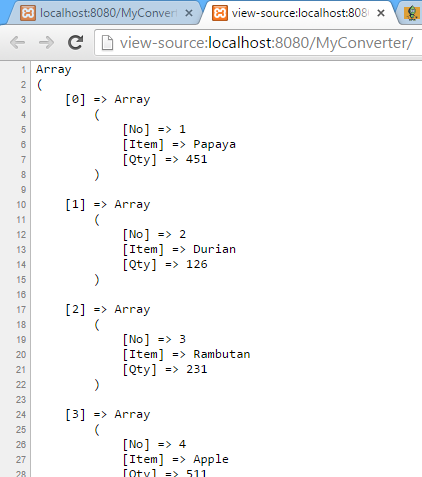 localhost:8080/MyConver
view-source:localhost:808
view-source:localhost:8080/MyConverter/
1 Array
2 (
3     [0] => Array
4         (
5             [No] => 1
6             [Item] => Papaya
7             [Qty] => 451
8         )
9
10     [1] => Array
11         (
12             [No] => 2
13             [Item] => Durian
14             [Qty] => 126
15         )
16
17     [2] => Array
18         (
19             [No] => 3
20             [Item] => Rambutan
21             [Qty] => 231
22         )
23
24     [3] => Array
25         (
26             [No] => 4
27             [Item] => Apple
28             [Qty] => 511